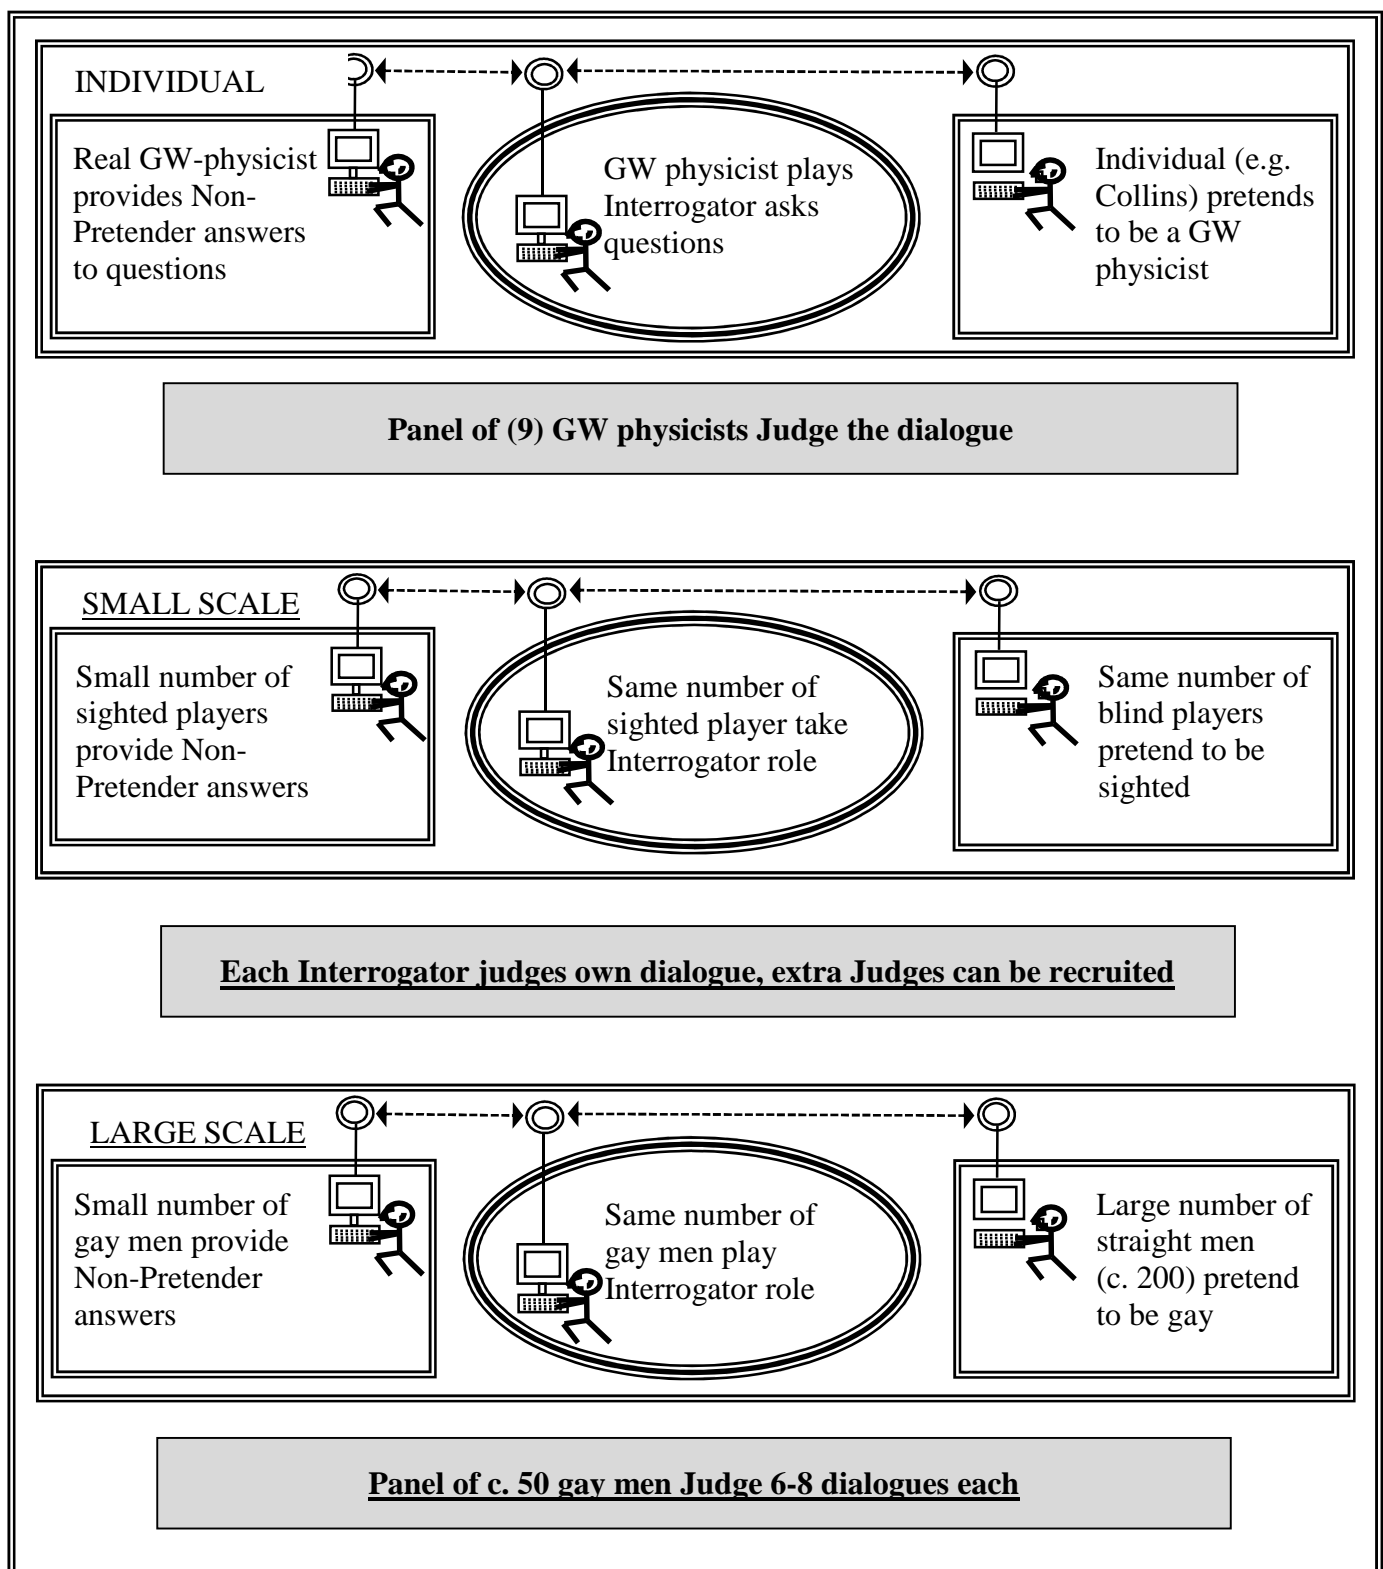 INDIVIDUAL
Real GW-physicist
provides Non-
Pretender answers
to questions
GW physicist plays
Interrogator asks
questions
Individual (e.g.
Collins) pretends
to be a GW
physicist
Panel of (9) GW physicists Judge the dialogue
SMALL SCALE
Small number of
sighted players
provide Non-
Pretender answers
Same number of
sighted player take
Interrogator role
Same number of
blind players
pretend to be
sighted
Each Interrogator judges own dialogue, extra Judges can be recruited
LARGE SCALE
Small number of
gay men provide
Non-Pretender
answers
Same number of
gay men play
Interrogator role
Large number of
straight men
(c. 200) pretend
to be gay
Panel of c. 50 gay men Judge 6-8 dialogues each